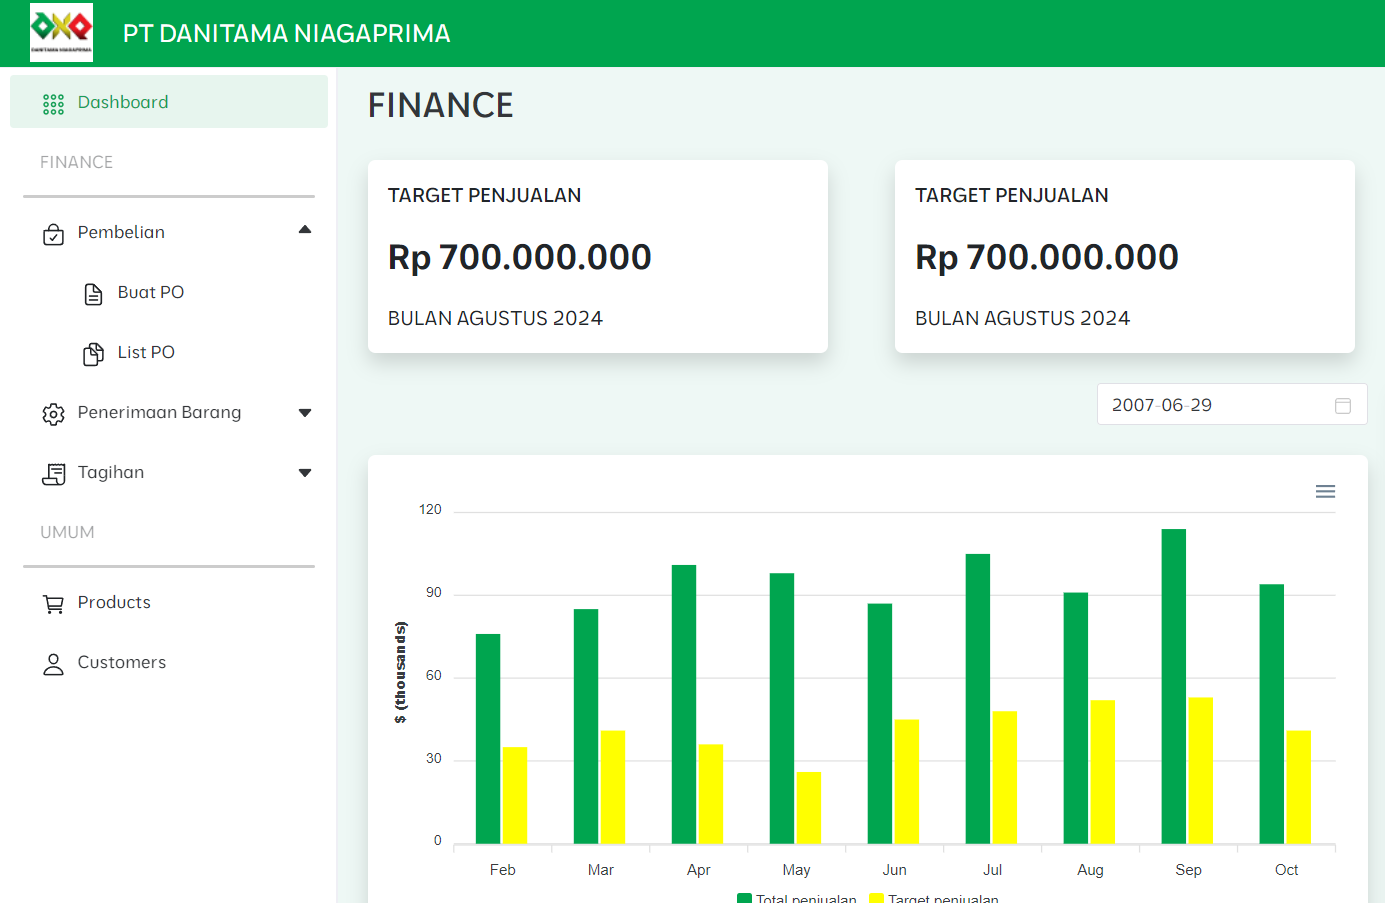 DANITAMA NIAGAPRIMA
PT DANITAMA NIAGAPRIMA
Dashboard
FINANCE
Pembelian
Buat PO
List PO
Penerimaan Barang
Tagihan
UMUM
Products
Customers
FINANCE
TARGET PENJUALAN
Rp 700.000.000
BULAN AGUSTUS 2024
TARGET PENJUALAN
Rp 700.000.000
BULAN AGUSTUS 2024
2007-06-29
$ (thousands)
120
90
60
30
0
Feb Mar Apr May Jun Jul Aug Sep Oct
Total penjualan Target penjualan